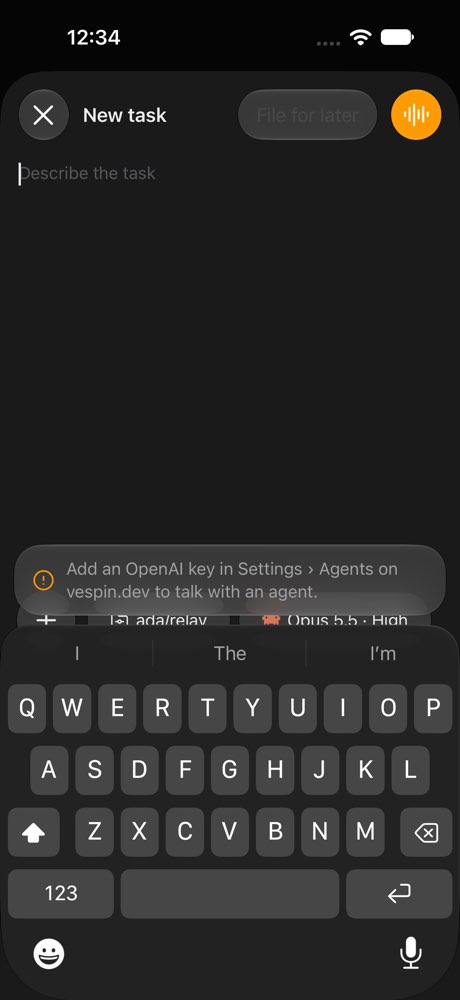 12:34
New task
File for later
Describe the task
Add an OpenAI key in Settings › Agents on
vespin.dev to talk with an agent.
ada/relay
Opus 5.5 · High
I
The
I’m
Q W E R T Y U I O P
A S D F G H J K L
Z X C V B N M
123